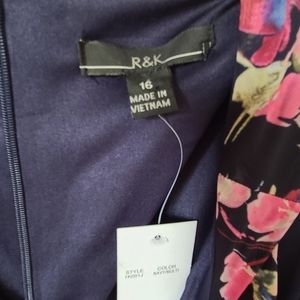 R&K
16
MADE IN
VIETNAM
STYLE
COLOR